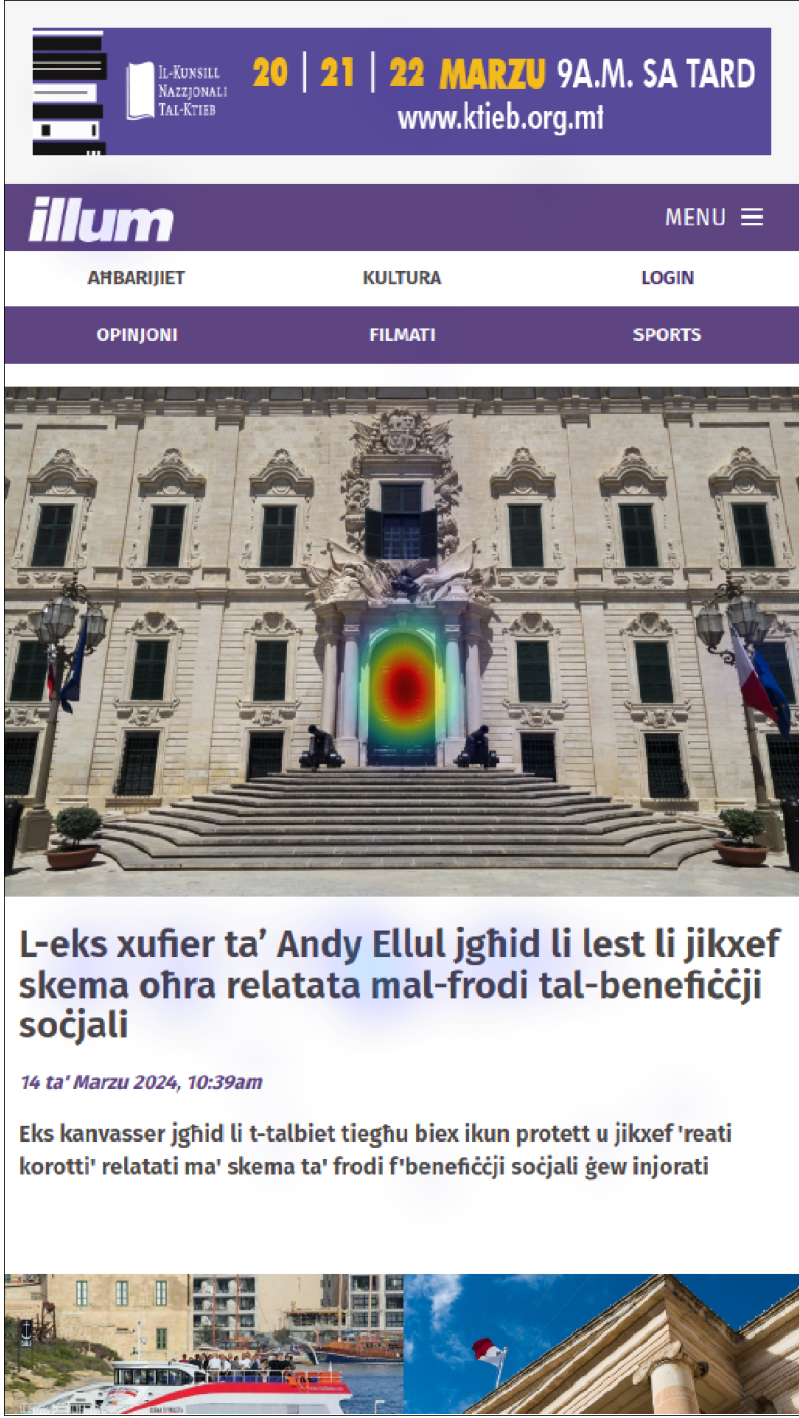 IL-KUNSILL
NAZZJONALI
TAL-KTIEB
20 | 21 | 22 MARZU 9A.M. SA TARD
www.ktieb.org.mt
illum
MENU
AĦBARIJIET
KULTURA
LOGIN
OPINJONI
FILMATI
SPORTS
L-eks xufier ta’ Andy Ellul jgħid li lest li jikxef
skema oħra relatata mal-frodi tal-benefiċċji
soċjali
14 ta' Marzu 2024, 10:39am
Eks kanvasser jgħid li t-talbiet tiegħu biex ikun protett u jikxef 'reati
korrotti' relatati ma' skema ta' frodi f'benefiċċji soċjali ġew injorati